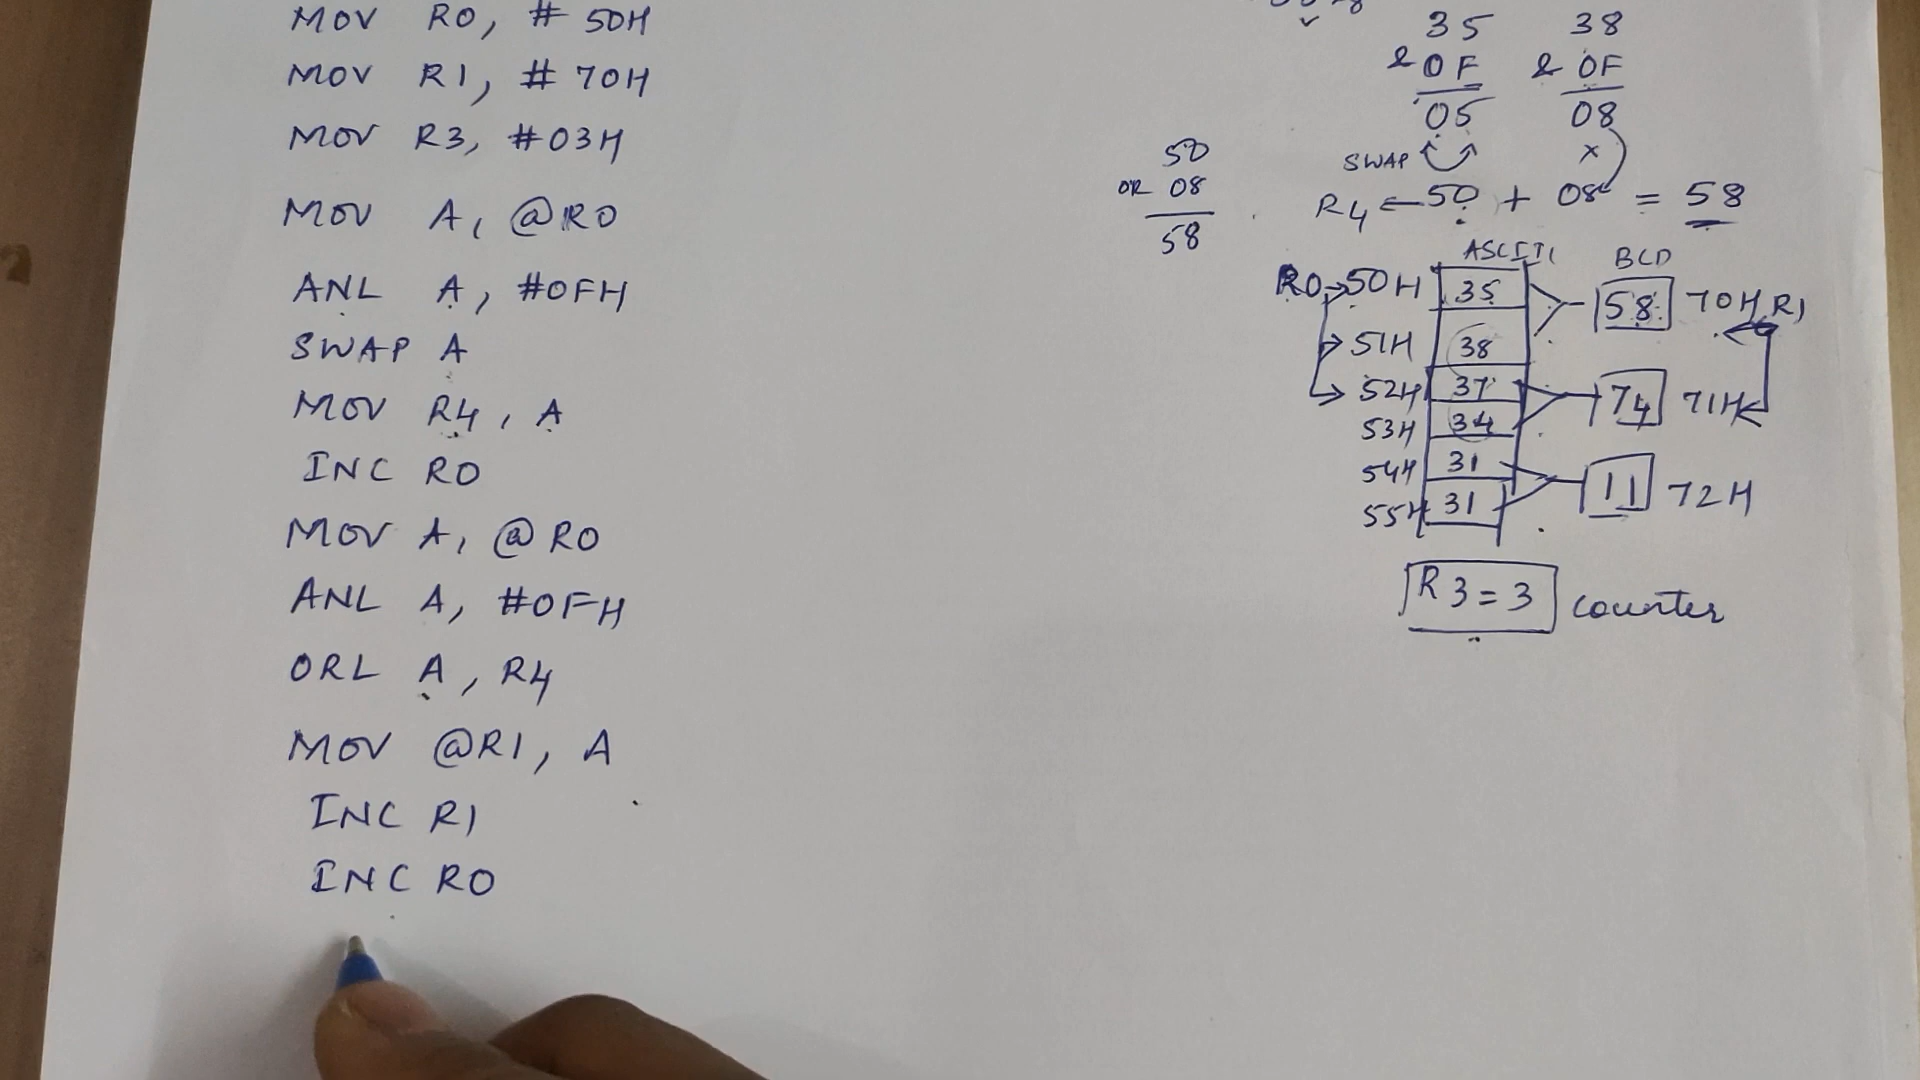 MOV R0, # 50H
MOV R1, # 70H
MOV R3, #03H
MOV A, @R0
ANL A, #0FH
SWAP A
MOV R4, A
INC R0
MOV A, @R0
ANL A, #0FH
ORL A, R4
MOV @R1, A
INC R1
INC R0
50
OR 08
58
35 38
& 0F & 0F
05 08
SWAP x
R4 ← 50 + 08 = 58
ASCII BCD
R0→50H 35 58 70H R1
51H 38
52H 37 74 71H
53H 34
54H 31 11 72H
55H 31
R3=3 counter